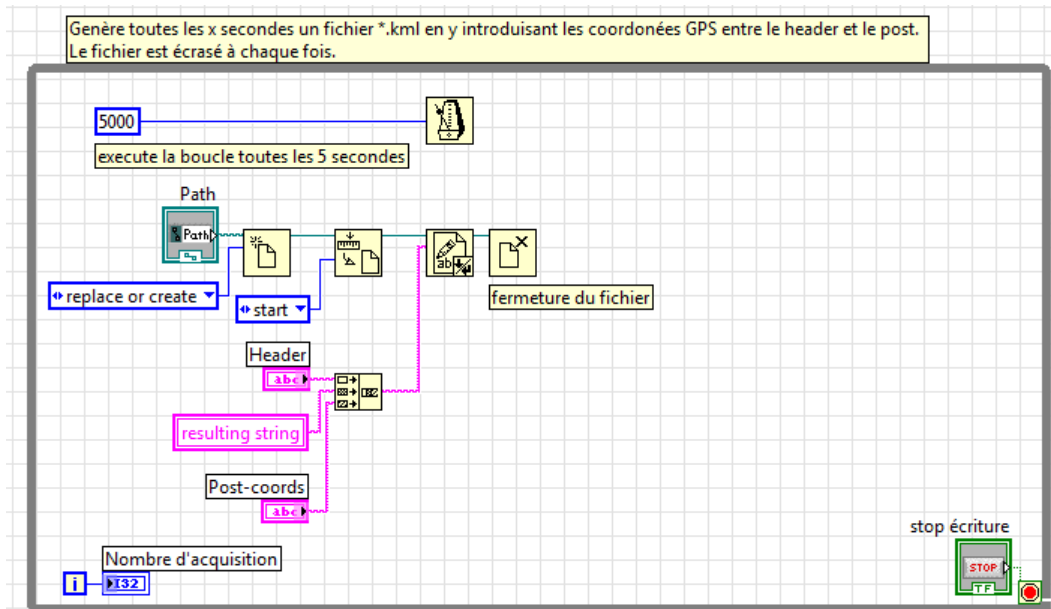 Genère toutes les x secondes un fichier *.kml en y introduisant les coordonées GPS entre le header et le post.
Le fichier est écrasé à chaque fois.
5000
execute la boucle toutes les 5 secondes
Path
Path
replace or create
start
ab
fermeture du fichier
Header
abc
resulting string
Post-coords
abc
stop écriture
STOP
TF
Nombre d'acquisition
i
I32